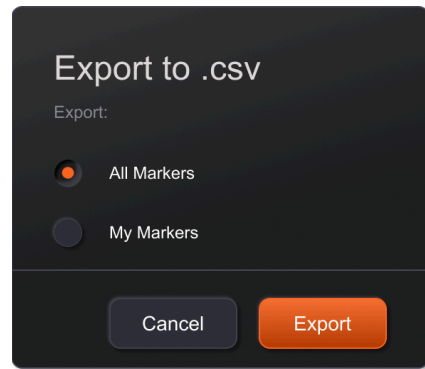 Export to .csv
Export:
All Markers
My Markers
Cancel Export